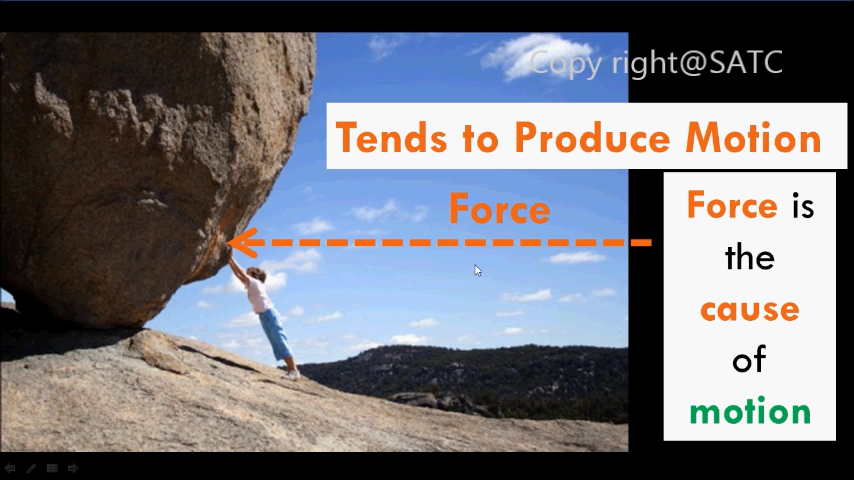 Copy right@SATC
Tends to Produce Motion
Force
Force is
the
cause
of
motion